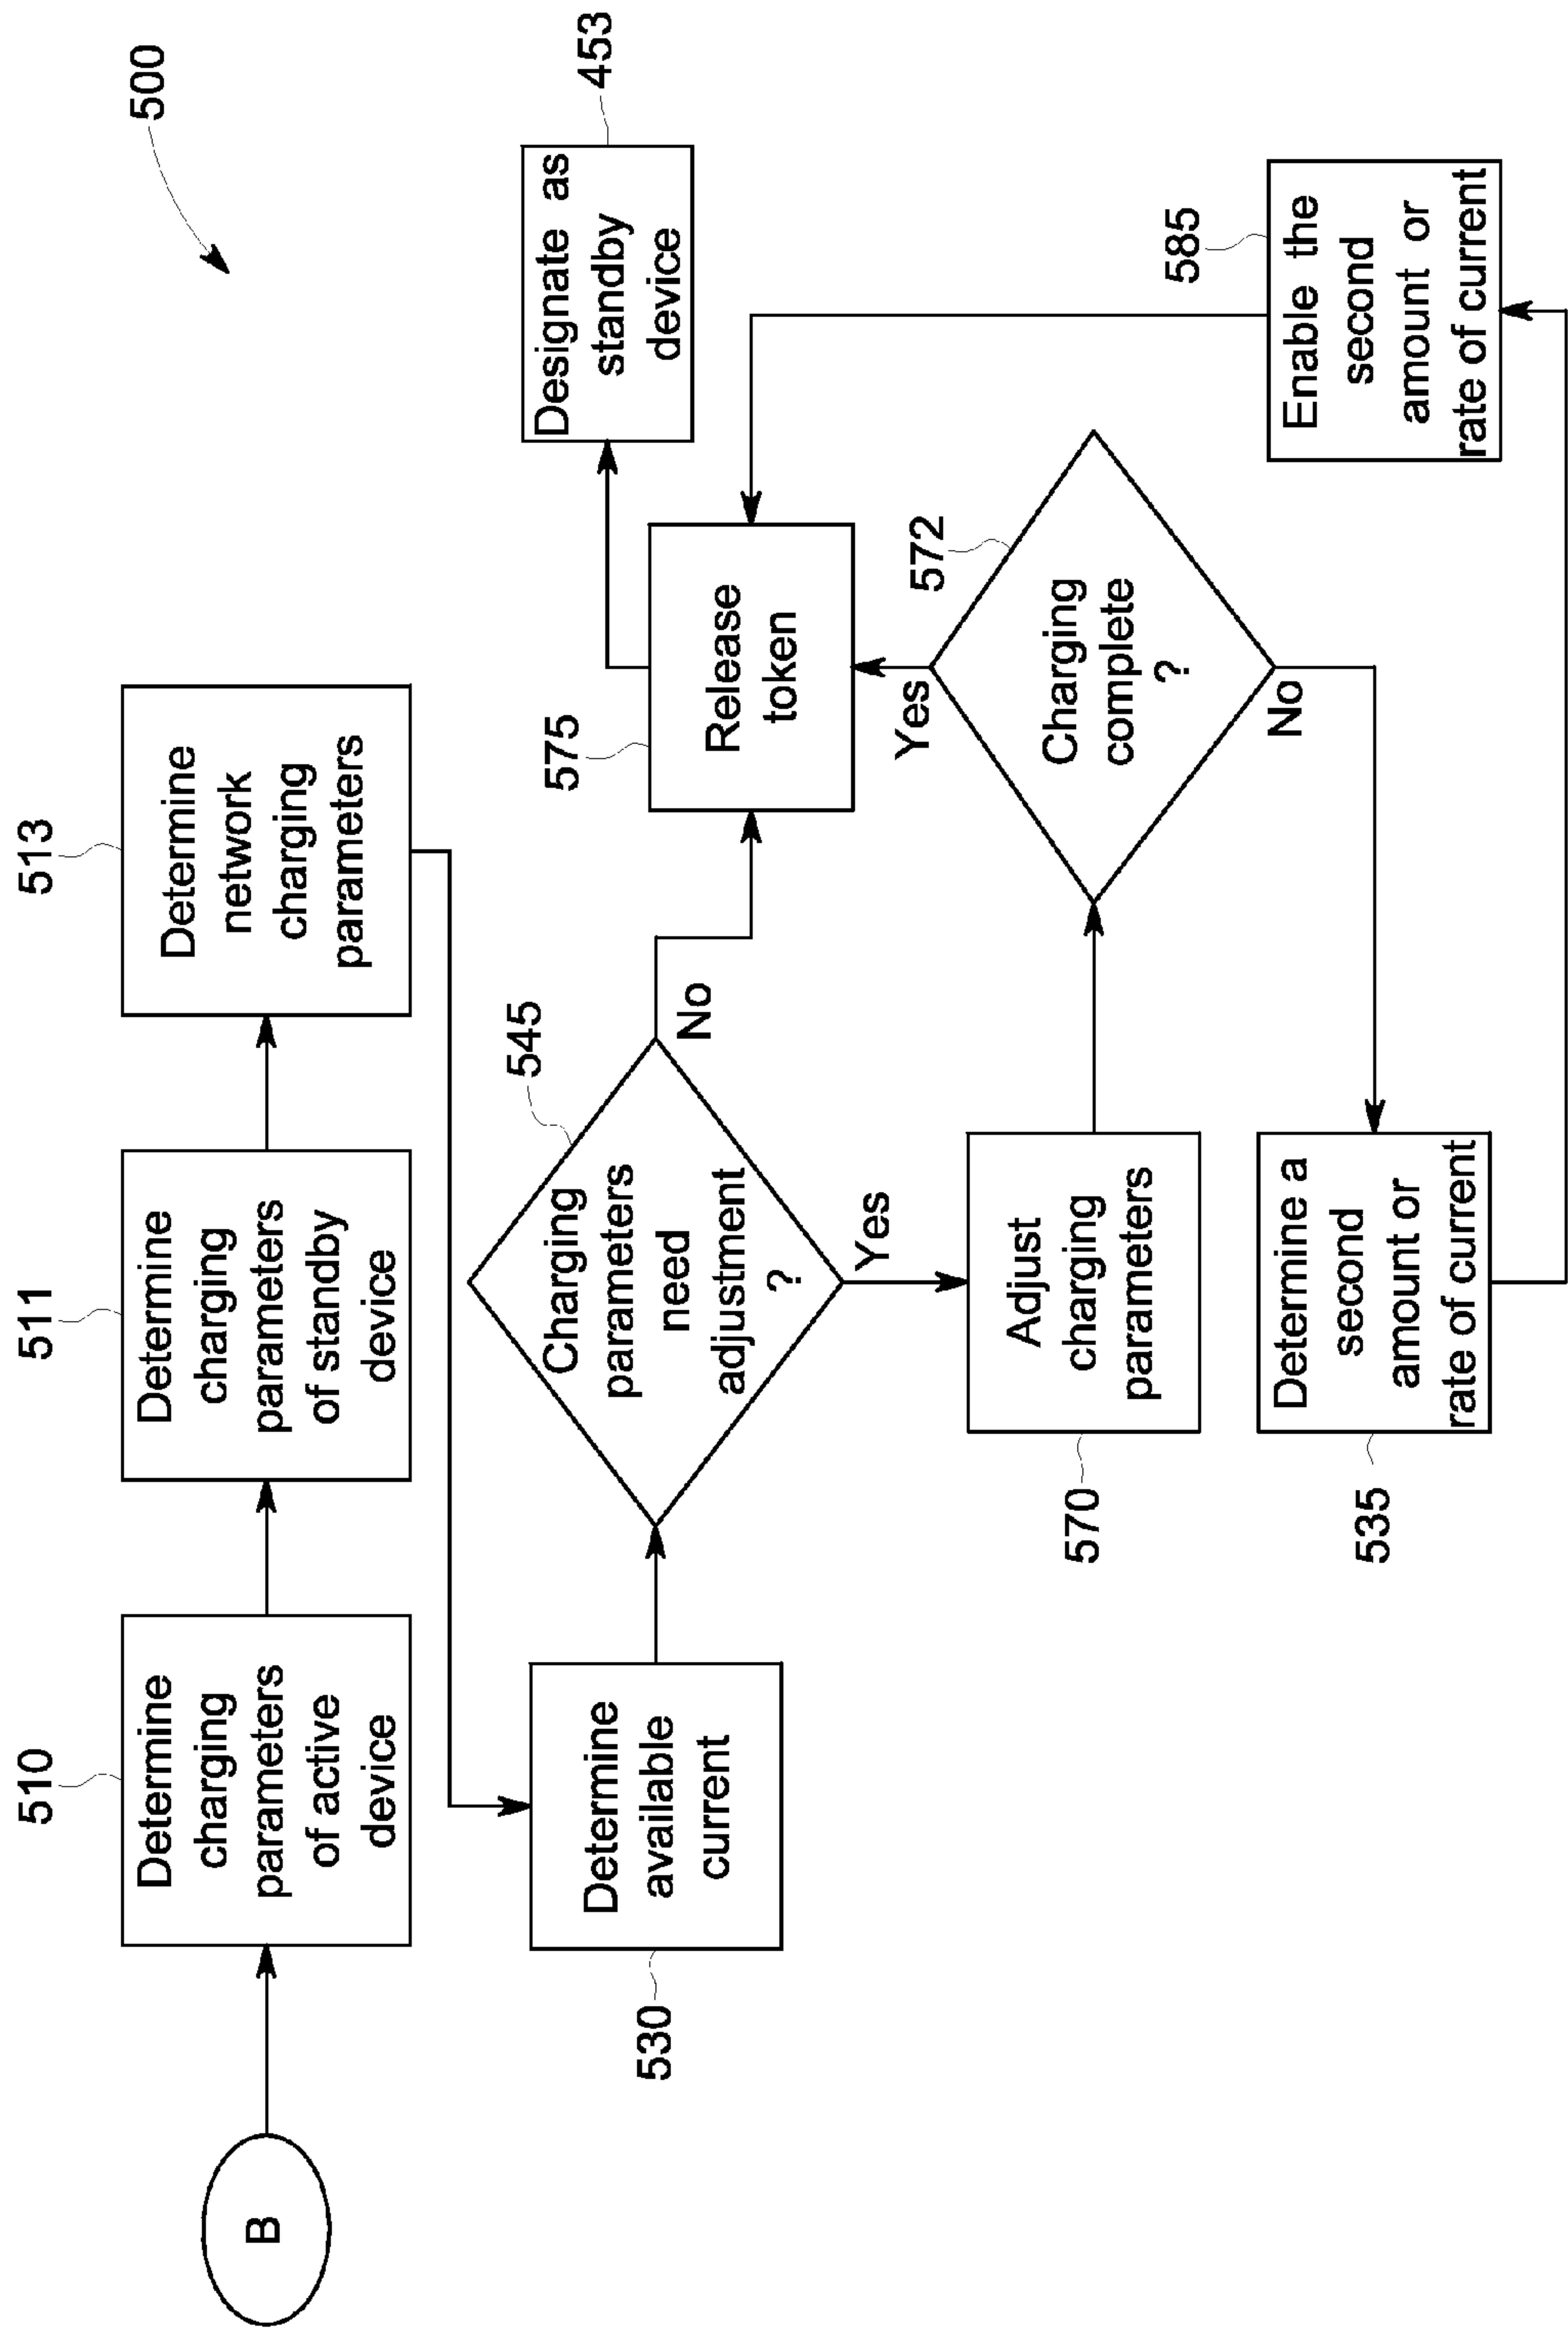 500
510
511
513
B
Determine
charging
parameters
of active
device
Determine
charging
parameters
of standby
device
Determine
network
charging
parameters
530
Determine
available
current
545
Charging
parameters
need
adjustment
?
No
Yes
575
Release
token
Designate as
standby
device
453
570
Adjust
charging
parameters
572
Charging
complete
?
Yes
No
535
Determine a
second
amount or
rate of current
585
Enable the
second
amount or
rate of current